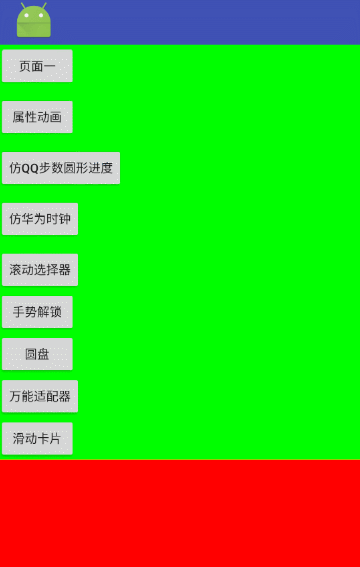 页面一
属性动画
仿QQ步数圆形进度
仿华为时钟
滚动选择器
手势解锁
圆盘
万能适配器
滑动卡片